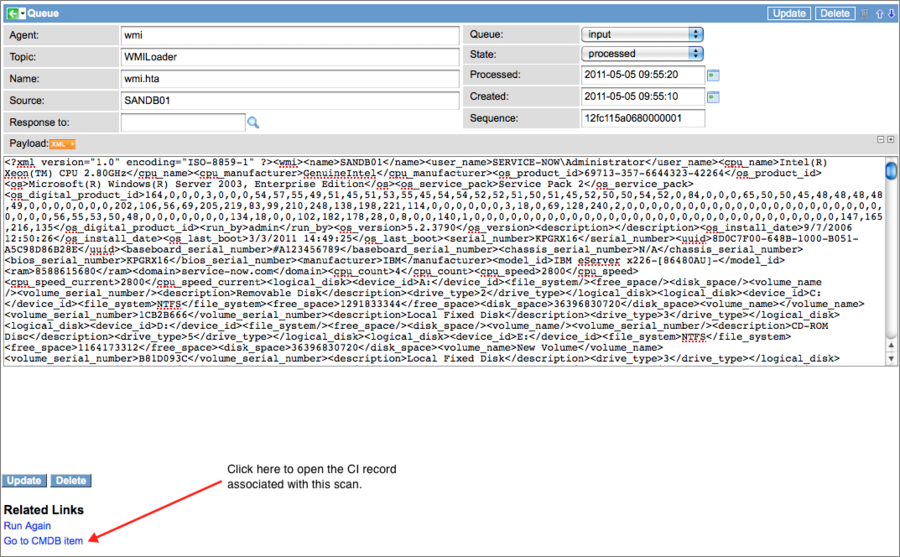 Queue Update Delete
Agent: wmi Queue: input
Topic: WMILoader State: processed
Name: wmi.hta Processed: 2011-05-05 09:55:20
Source: SANDB01 Created: 2011-05-05 09:55:10
Response to: Sequence: 12fc115a0680000001
Payload: XML
<?xml version="1.0" encoding="ISO-8859-1" ?><wmi><name>SANDB01</name><user_name>SERVICE-NOW\Administrator</user_name><cpu_name>Intel(R)
Xeon(TM) CPU 2.80GHz</cpu_name><cpu_manufacturer>GenuineIntel</cpu_manufacturer><os_product_id>69713-357-6644323-42264</os_product_id>
<os>Microsoft(R) Windows(R) Server 2003, Enterprise Edition</os><os_service_pack>Service Pack 2</os_service_pack>
<os_digital_product_id>164,0,0,0,3,0,0,0,54,57,55,49,51,45,51,53,55,45,54,54,52,52,51,50,51,45,52,50,50,54,52,0,84,0,0,0,65,50,50,45,48,48,48,48
,49,0,0,0,0,0,0,0,202,106,56,69,205,219,83,99,210,248,138,198,221,114,0,0,0,0,0,3,18,0,69,128,240,2,0,0,0,0,0,0,0,0,0,0,0,0,0,0,0,0,0,0,0,0,0,0,
0,0,0,0,56,55,53,50,48,0,0,0,0,0,0,0,134,18,0,0,102,182,178,28,0,8,0,0,140,1,0,0,0,0,0,0,0,0,0,0,0,0,0,0,0,0,0,0,0,0,0,0,0,0,0,0,0,0,0,0,147,165
,216,135</os_digital_product_id><run_by>admin</run_by><os_version>5.2.3790</os_version><description></description><os_install_date>9/7/2006
12:50:26</os_install_date><os_last_boot>3/3/2011 14:49:25</os_last_boot><serial_number>KPGRX16</serial_number><uuid>8D0C7F00-648B-1000-B051-
A5C98D86B28E</uuid><baseboard_serial_number>#A123456789</baseboard_serial_number><chassis_serial_number>N/A</chassis_serial_number>
<bios_serial_number>KPGRX16</bios_serial_number><manufacturer>IBM</manufacturer><model_id>IBM eServer x226-[86480AU]-</model_id>
<ram>8588615680</ram><domain>service-now.com</domain><cpu_count>4</cpu_count><cpu_speed>2800</cpu_speed>
<cpu_speed_current>2800</cpu_speed_current><logical_disk><device_id>A:</device_id><file_system/><free_space/><disk_space/><volume_name
/><volume_serial_number/><description>Removable Disk</description><drive_type>2</drive_type></logical_disk><logical_disk><device_id>C:
</device_id><file_system>NTFS</file_system><free_space>1291833344</free_space><disk_space>36396830720</disk_space><volume_name></volume_name>
<volume_serial_number>1CB2B666</volume_serial_number><description>Local Fixed Disk</description><drive_type>3</drive_type></logical_disk>
<logical_disk><device_id>D:</device_id><file_system/><free_space/><disk_space/><volume_name/><volume_serial_number/><description>CD-ROM
Disc</description><drive_type>5</drive_type></logical_disk><logical_disk><device_id>E:</device_id><file_system>NTFS</file_system>
<free_space>1164173312</free_space><disk_space>36396830720</disk_space><volume_name>New Volume</volume_name>
<volume_serial_number>B81D093C</volume_serial_number><description>Local Fixed Disk</description><drive_type>3</drive_type></logical_disk>
Click here to open the CI record
associated with this scan.
Update Delete
Related Links
Run Again
Go to CMDB item